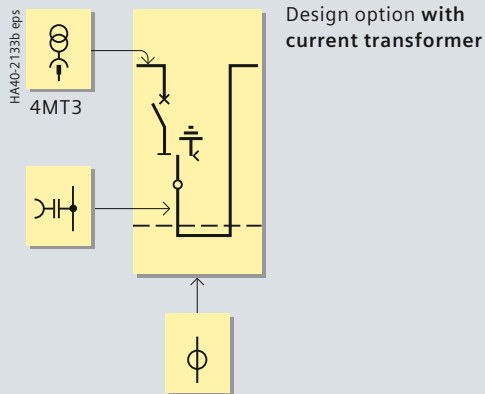 HA40-2133b eps
Design option with
current transformer
4MT3